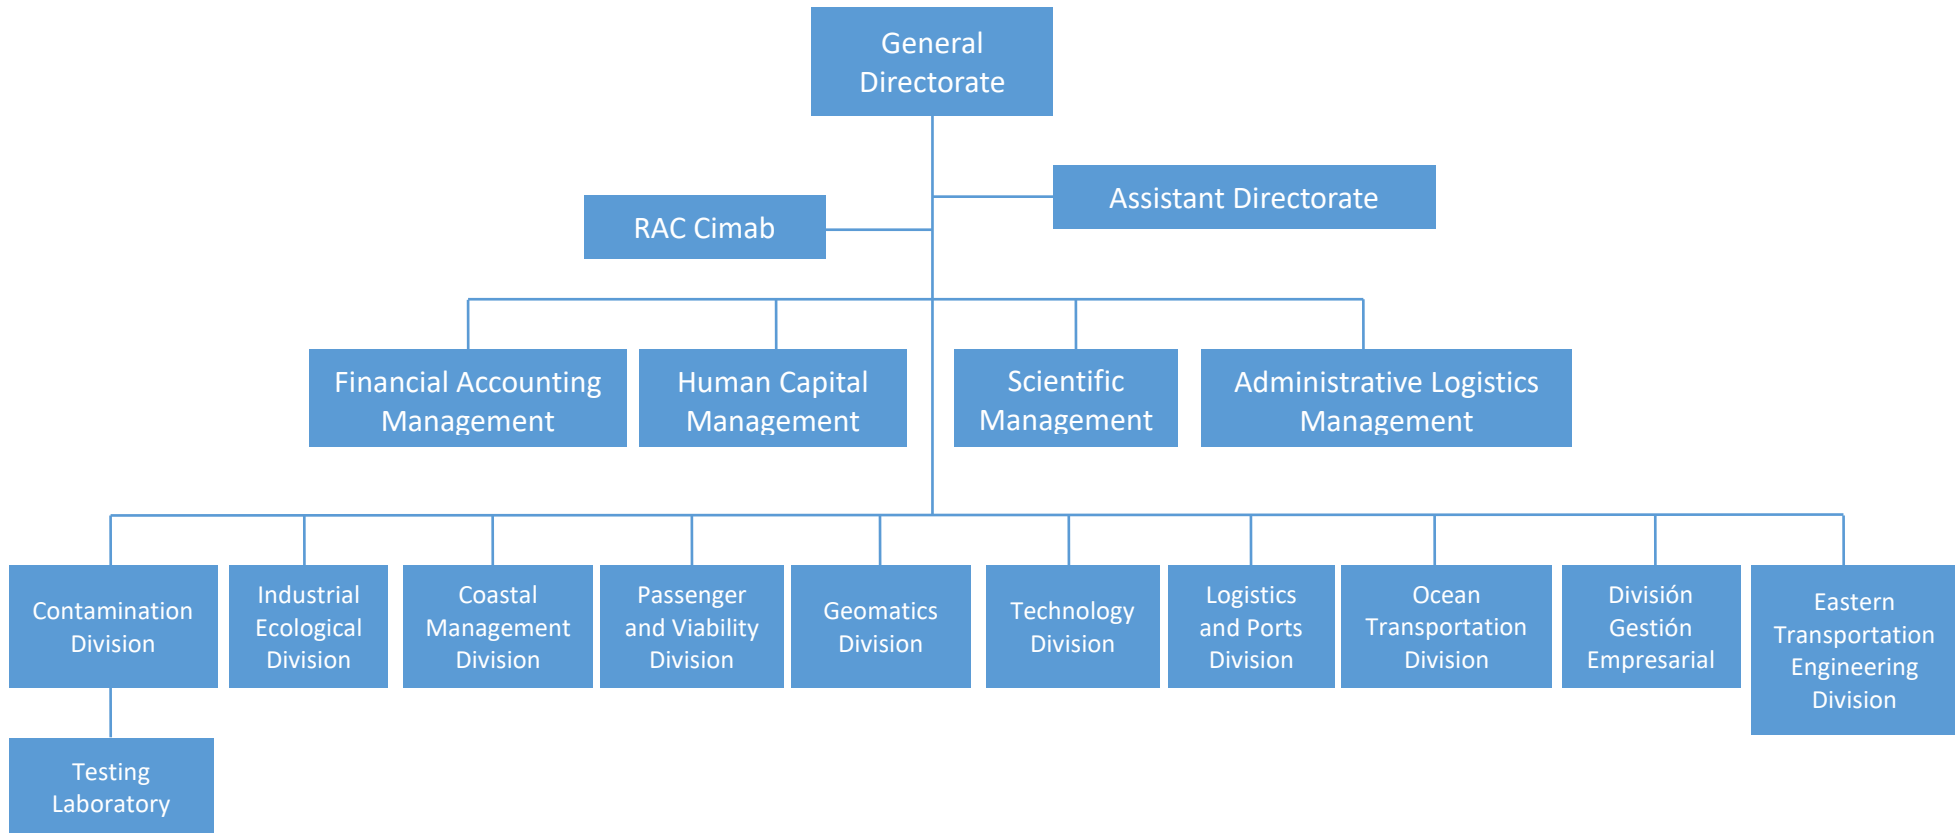 General
Directorate
Assistant Directorate
RAC Cimab
Financial Accounting
Management
Human Capital
Management
Scientific
Management
Administrative Logistics
Management
Contamination
Division
Industrial
Ecological
Division
Coastal
Management
Division
Passenger
and Viability
Division
Geomatics
Division
Technology
Division
Logistics
and Ports
Division
Ocean
Transportation
Division
División
Gestión
Empresarial
Eastern
Transportation
Engineering
Division
Testing
Laboratory